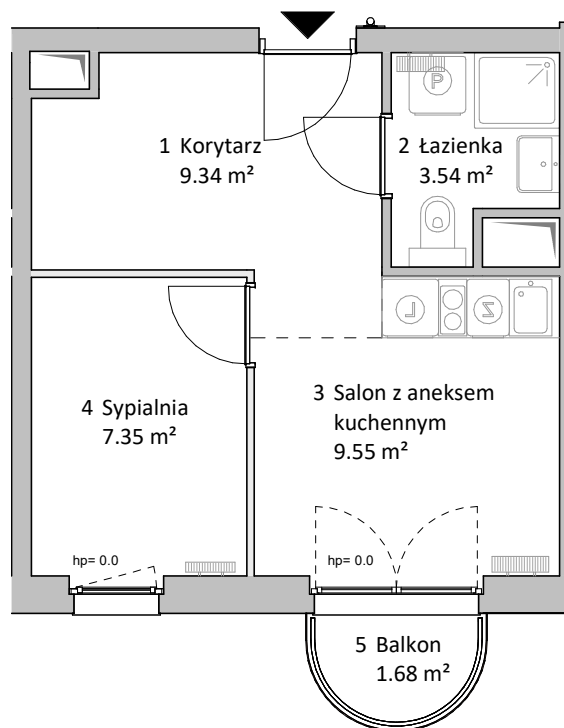 P
1 Korytarz
9.34 m²
2 Łazienka
3.54 m²
L
Z
3 Salon z aneksem
kuchennym
9.55 m²
4 Sypialnia
7.35 m²
hp= 0.0
hp= 0.0
5 Balkon
1.68 m²